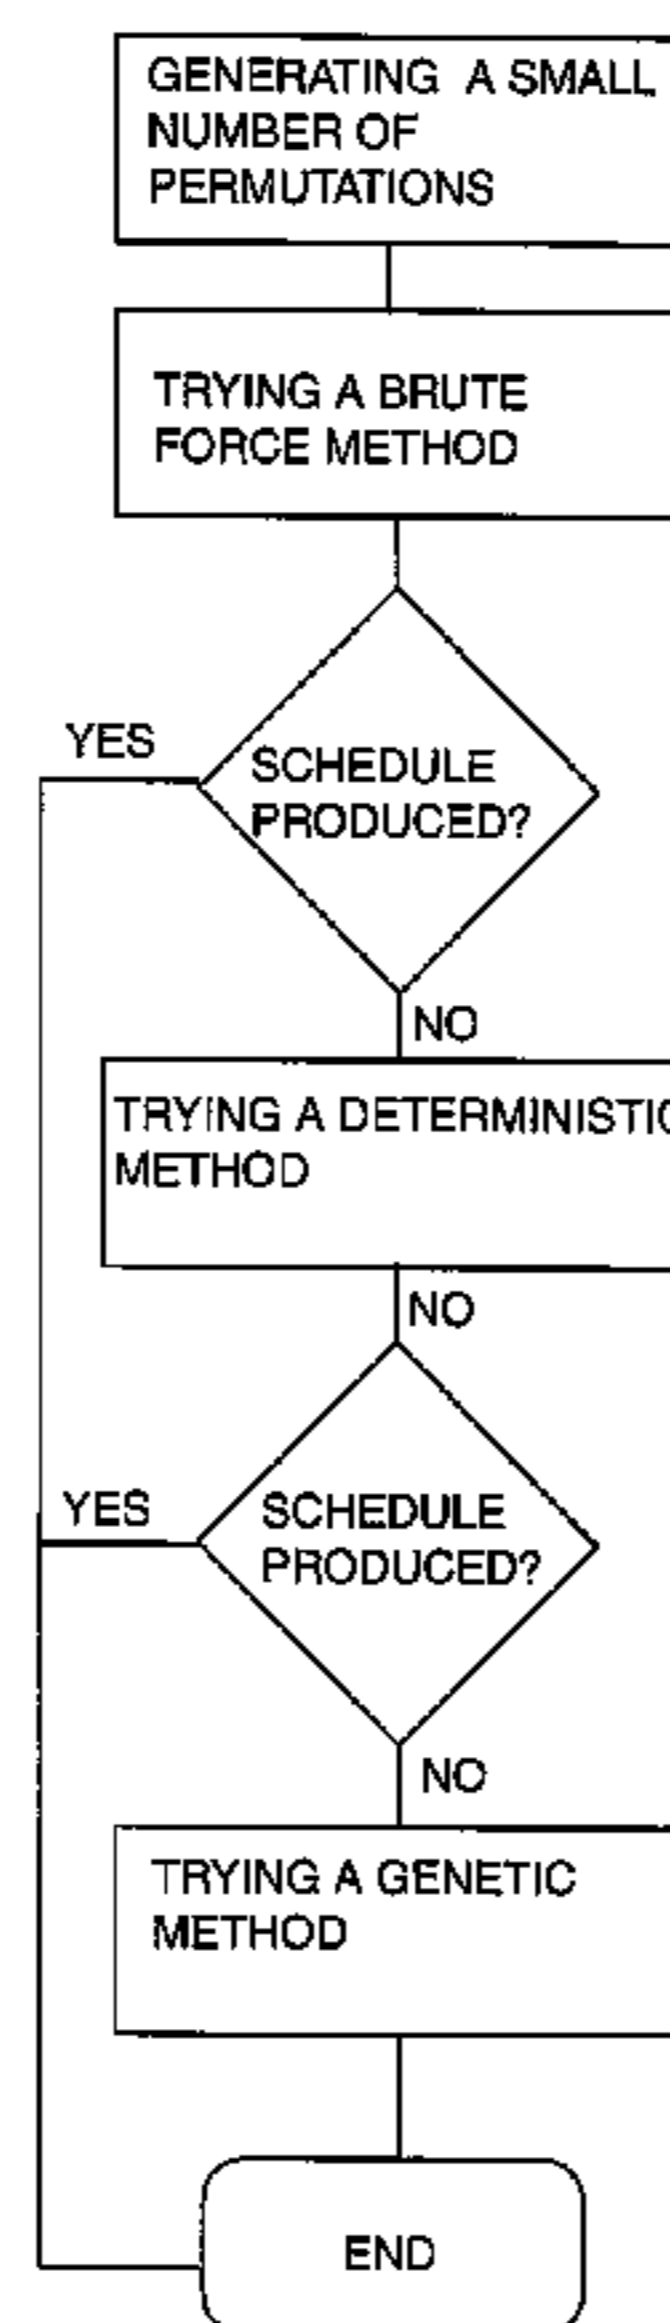 GENERATING A SMALL
NUMBER OF
PERMUTATIONS
TRYING A BRUTE
FORCE METHOD
YES
SCHEDULE
PRODUCED?
NO
TRYING A DETERMINISTIC
METHOD
NO
YES
SCHEDULE
PRODUCED?
NO
TRYING A GENETIC
METHOD
END